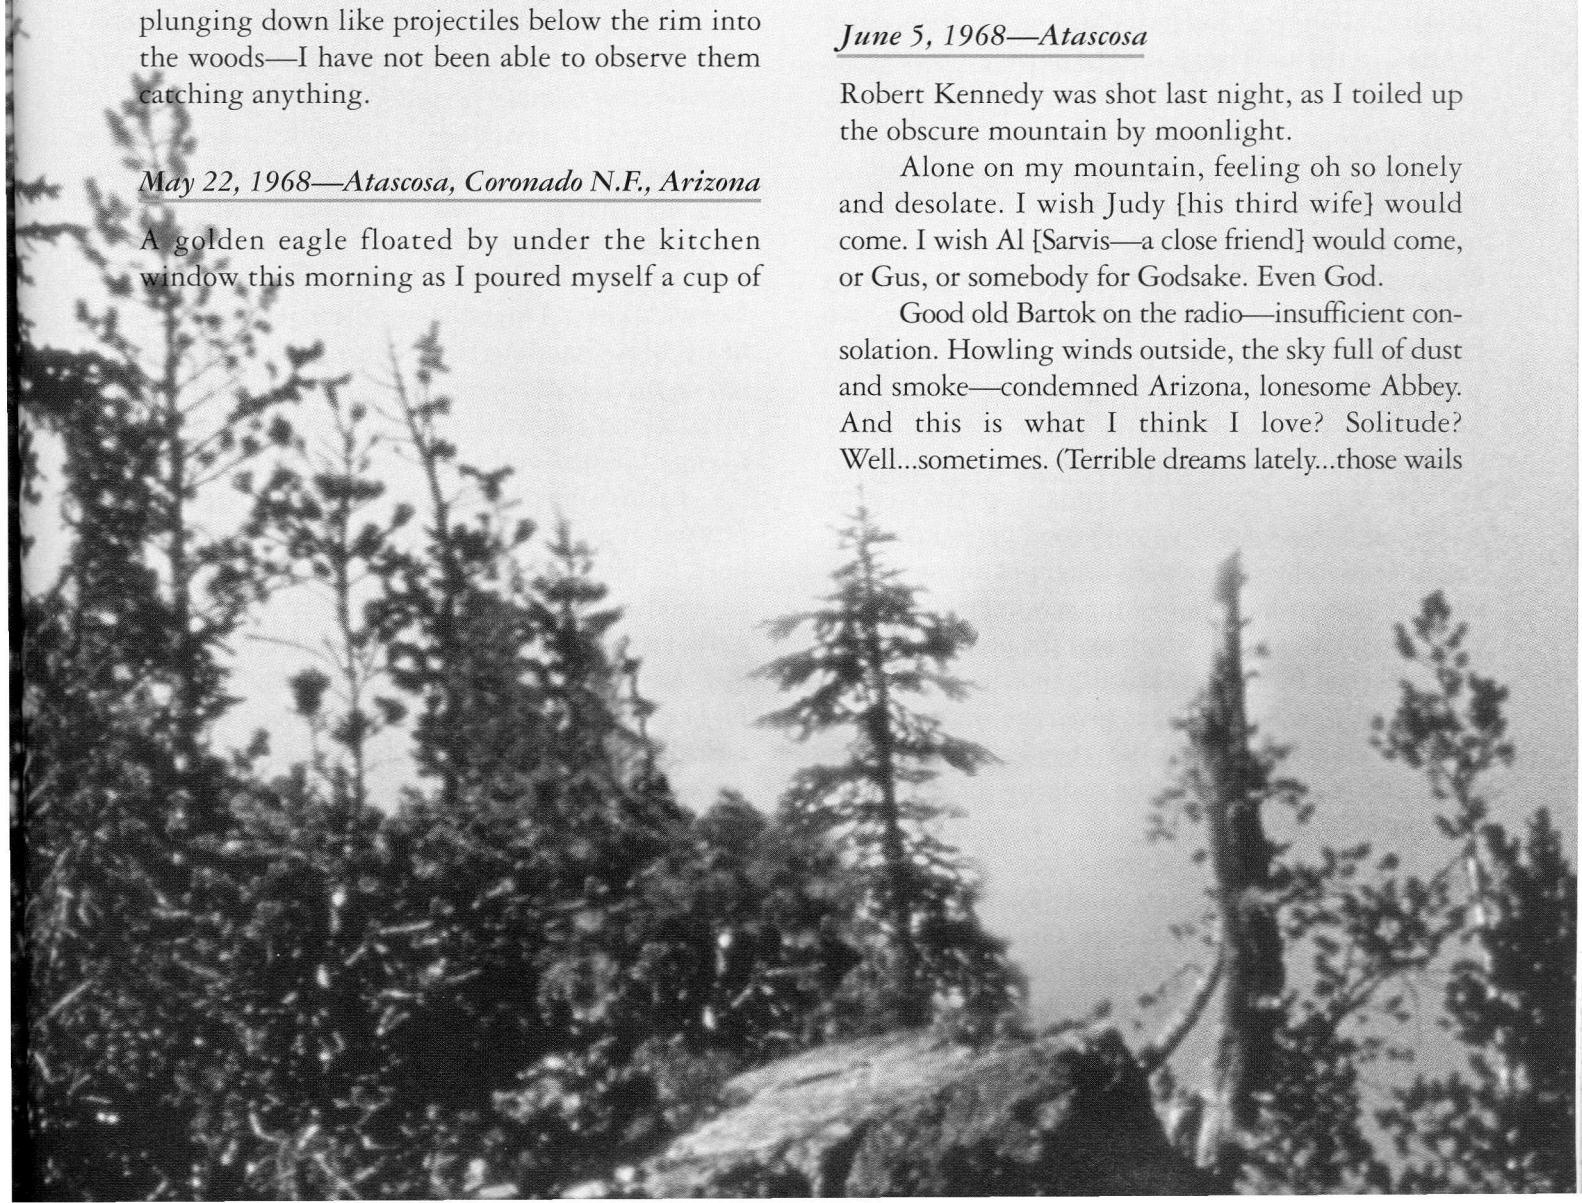 plunging down like projectiles below the rim into
the woods—I have not been able to observe them
catching anything.
May 22, 1968—Atascosa, Coronado N.F., Arizona
A golden eagle floated by under the kitchen
window this morning as I poured myself a cup of
June 5, 1968—Atascosa
Robert Kennedy was shot last night, as I toiled up
the obscure mountain by moonlight.
Alone on my mountain, feeling oh so lonely
and desolate. I wish Judy [his third wife] would
come. I wish Al [Sarvis—a close friend] would come,
or Gus, or somebody for Godsake. Even God.
Good old Bartok on the radio—insufficient con-
solation. Howling winds outside, the sky full of dust
and smoke—condemned Arizona, lonesome Abbey.
And this is what I think I love? Solitude?
Well...sometimes. (Terrible dreams lately...those wails